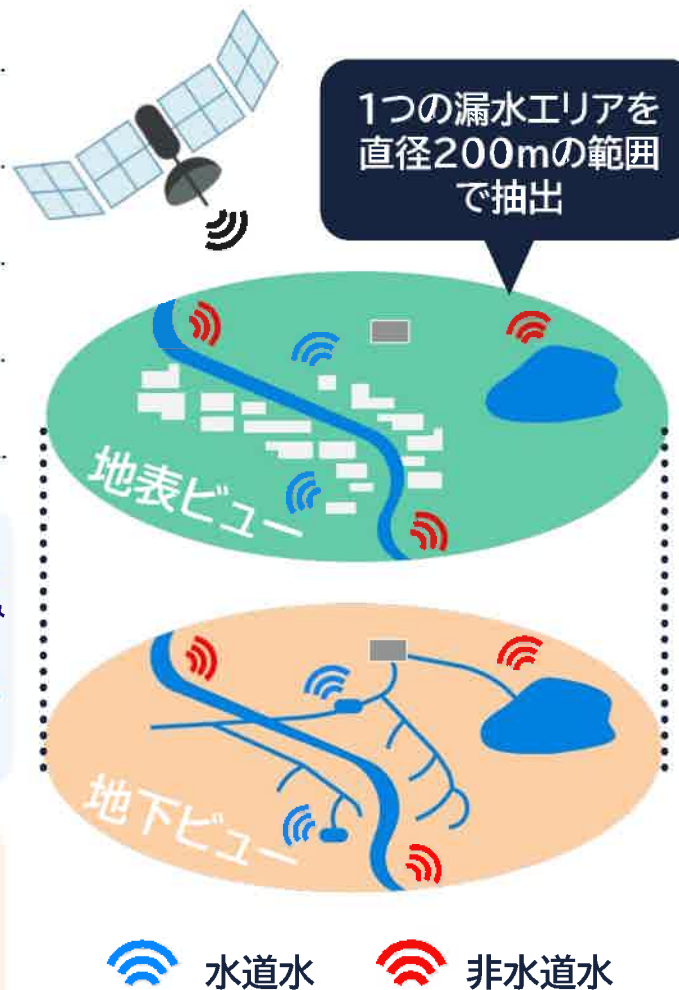 1つの漏水エリアを
直径200mの範囲
で抽出
地表ビュー
地下ビュー
水道水
非水道水